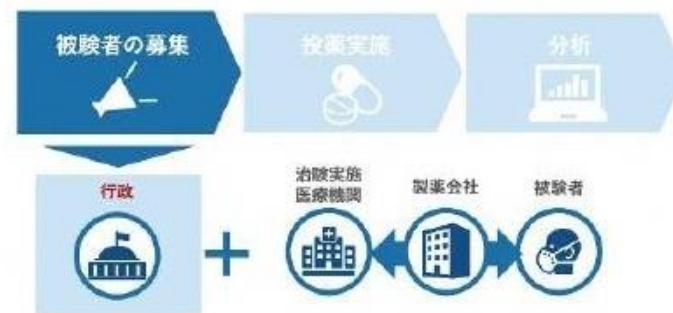 被験者の募集
投薬実施
分析
行政
治験実施
医療機関
製薬会社
被験者